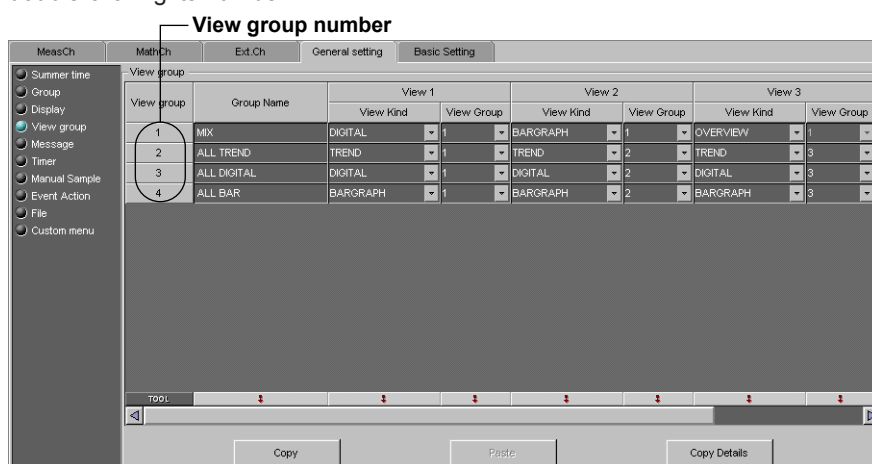 View group number
MeasCh MathCh Ext.Ch General setting Basic Setting
Summer time
Group
Display
View group
Message
Timer
Manual Sample
Event Action
File
Custom menu
View group
View group Group Name View 1 View 2 View 3
View Kind View Group View Kind View Group View Kind View Group
1 MIX DIGITAL 1 BARGRAPH 1 OVERVIEW 1
2 ALL TREND TREND 1 TREND 2 TREND 3
3 ALL DIGITAL DIGITAL 1 DIGITAL 2 DIGITAL 3
4 ALL BAR BARGRAPH 1 BARGRAPH 2 BARGRAPH 3
TOOL
Copy Paste Copy Details